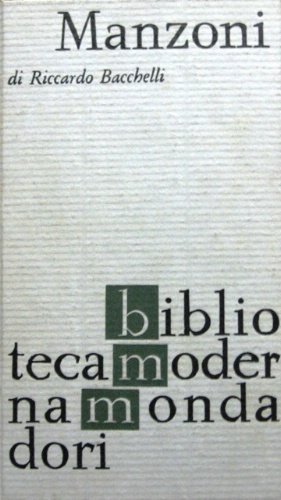 Manzoni
di Riccardo Bacchelli
biblio
tecamoder
namonda
dori